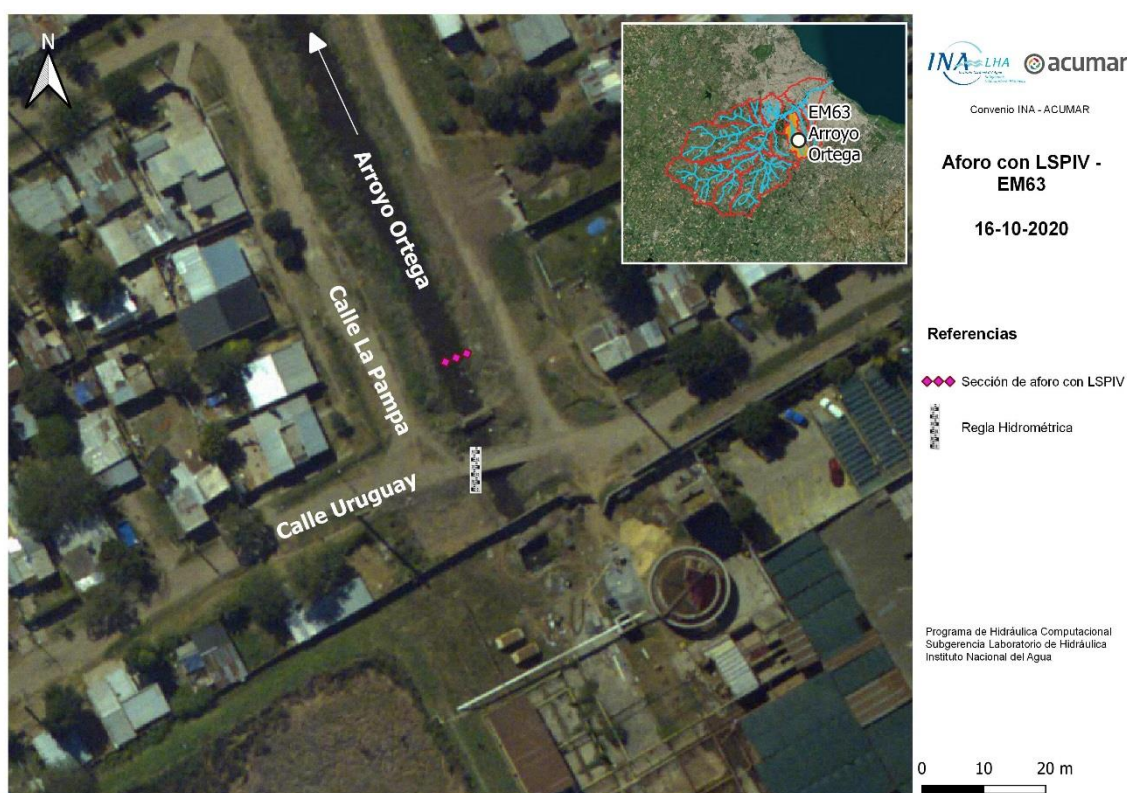 N
Arroyo Ortega
Calle La Pampa
Calle Uruguay
EM63
Arroyo
Ortega
INA LHA acumar
Convenio INA - ACUMAR
Aforo con LSPIV -
EM63
16-10-2020
Referencias
Sección de aforo con LSPIV
Regla Hidrométrica
Programa de Hidráulica Computacional
Subgerencia Laboratorio de Hidráulica
Instituto Nacional del Agua
0 10 20 m